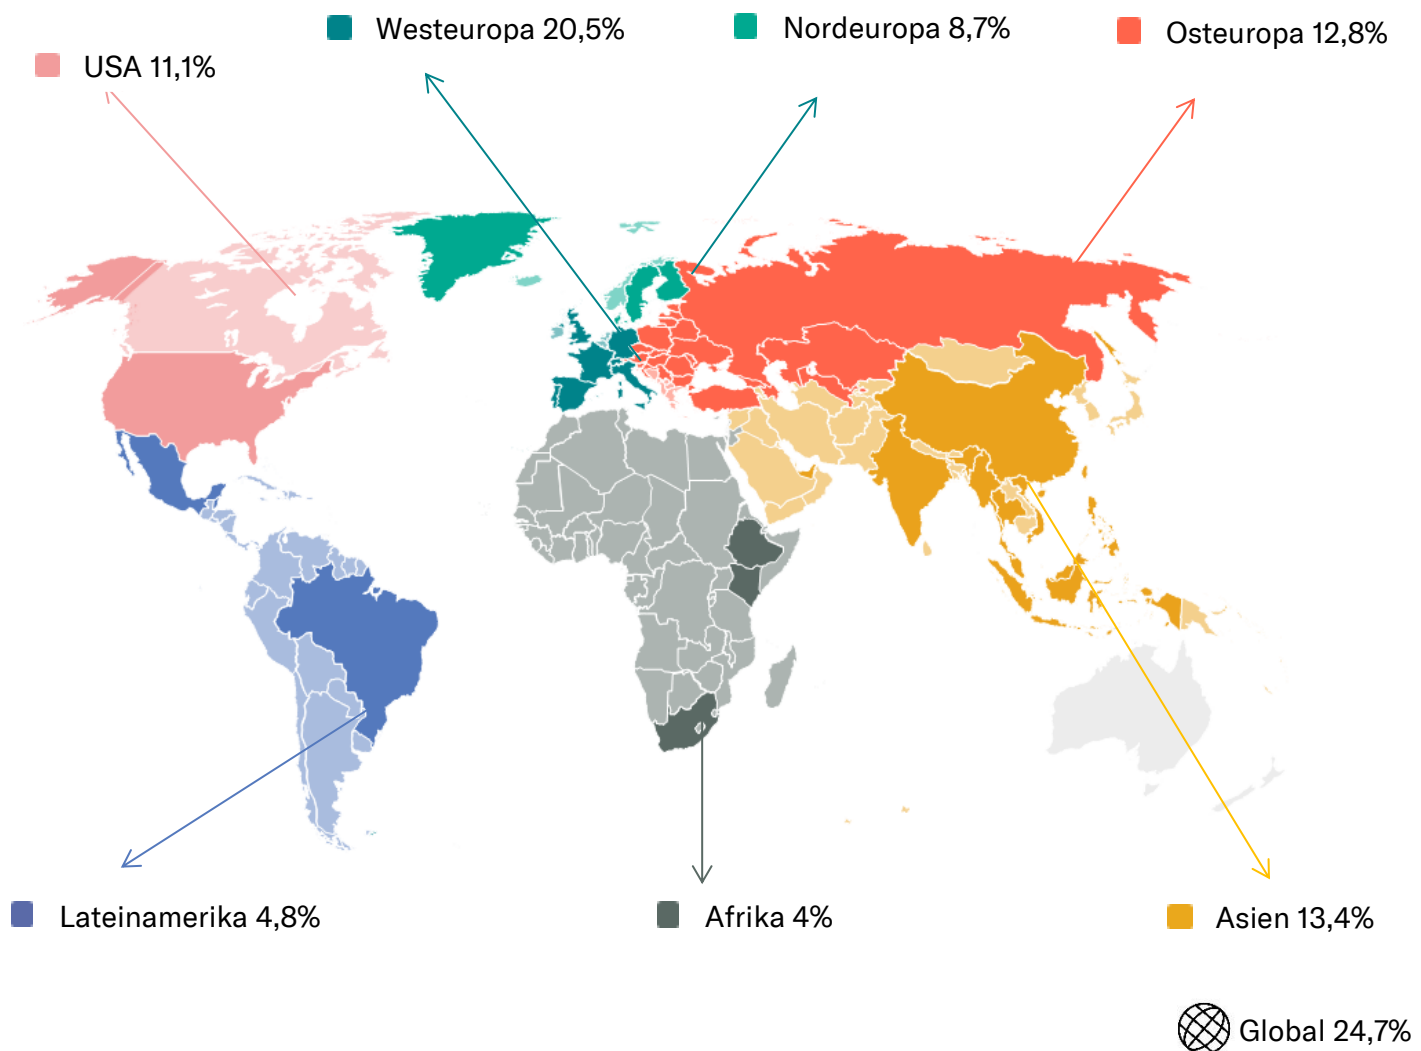 USA 11,1%
Westeuropa 20,5%
Nordeuropa 8,7%
Osteuropa 12,8%
Lateinamerika 4,8%
Afrika 4%
Asien 13,4%
Global 24,7%